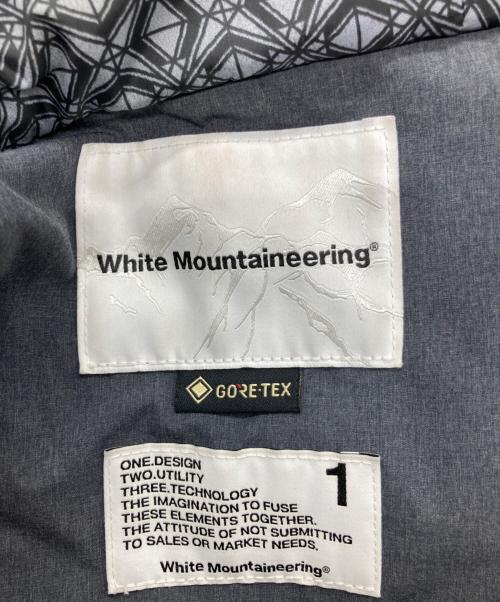 White Mountaineering®
GORE-TEX
1
ONE.DESIGN
TWO.UTILITY
THREE.TECHNOLOGY
THE IMAGINATION TO FUSE
THESE ELEMENTS TOGETHER.
THE ATTITUDE OF NOT SUBMITTING
TO SALES OR MARKET NEEDS.
White Mountaineering®